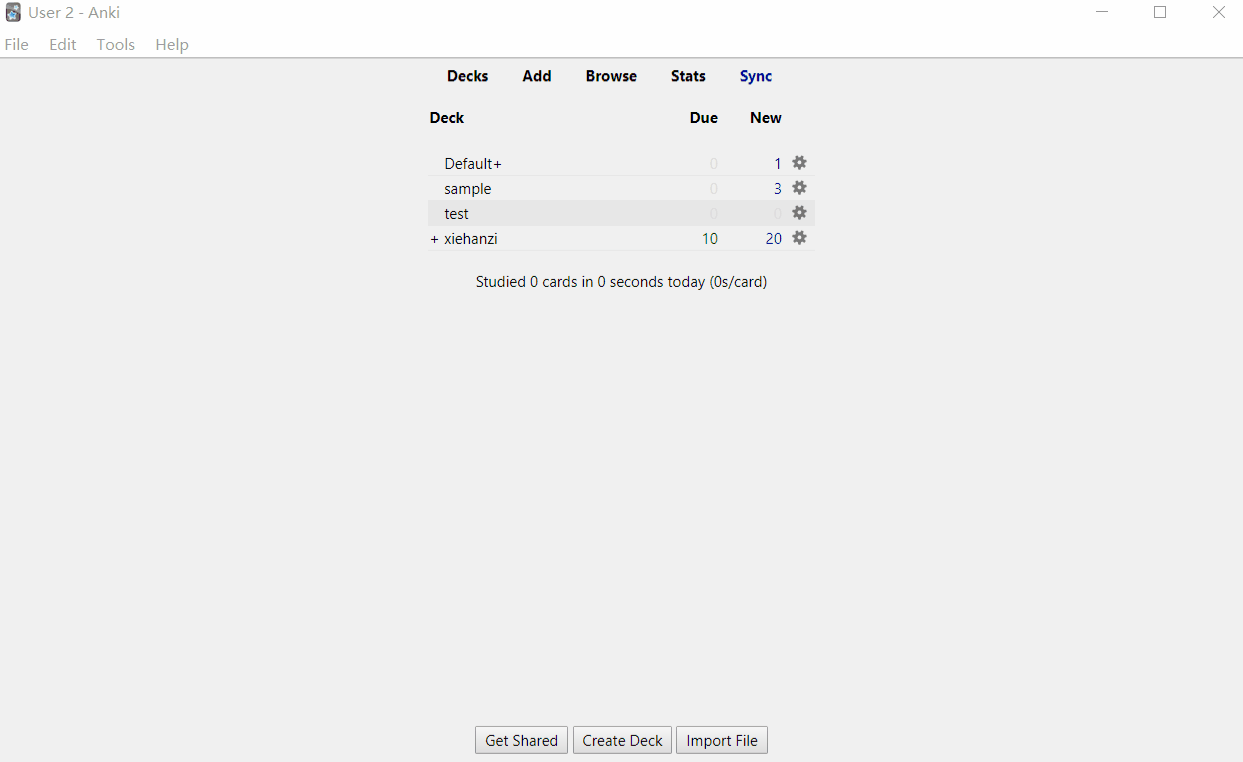 User 2 - Anki
File Edit Tools Help
Decks Add Browse Stats Sync
Deck Due New
Default+ 0 1
sample 0 3
test 0 0
+ xiehanzi 10 20
Studied 0 cards in 0 seconds today (0s/card)
Get Shared Create Deck Import File